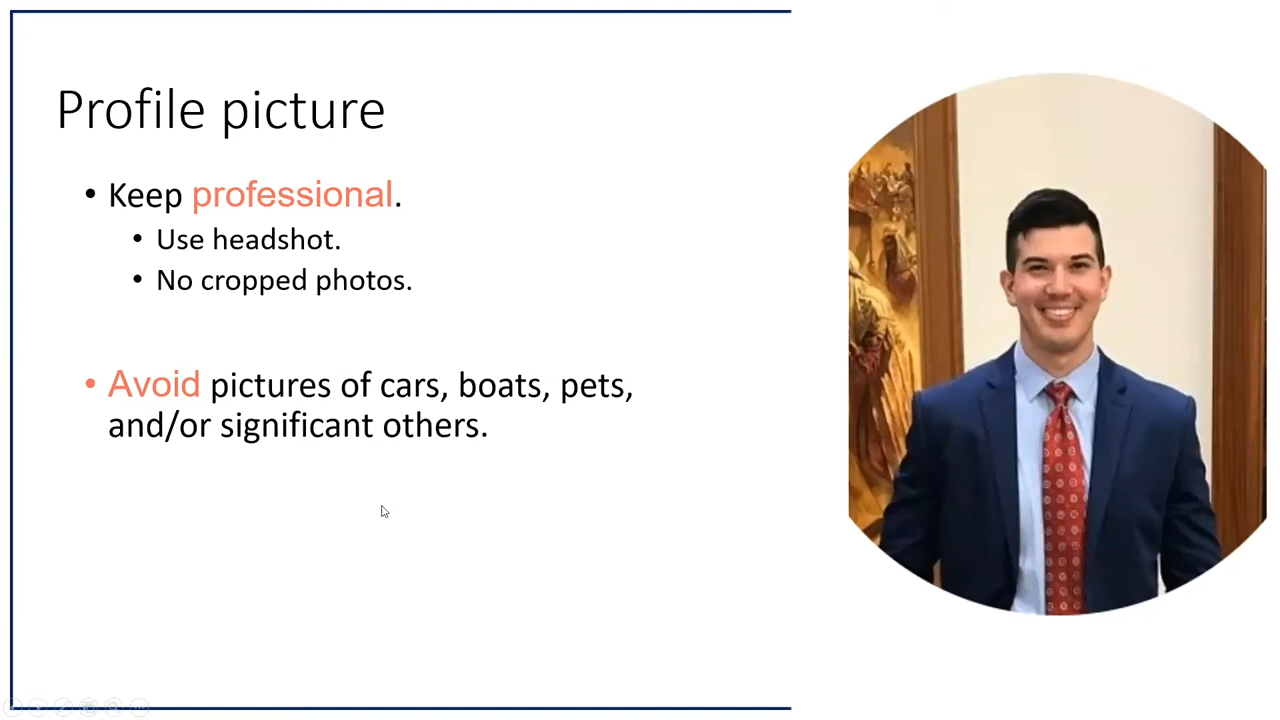 Profile picture
• Keep professional.
• Use headshot.
• No cropped photos.
• Avoid pictures of cars, boats, pets,
and/or significant others.